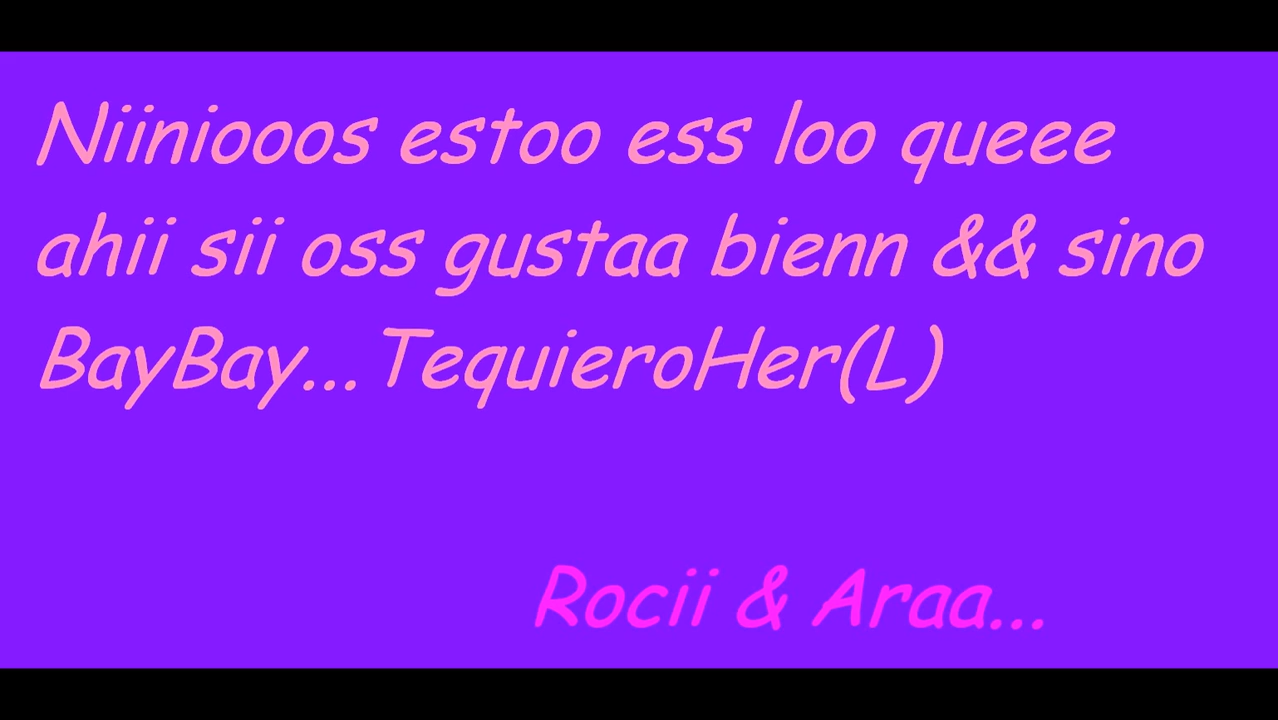 Niiniooos estoo ess loo queee
ahii sii oss gustaa bienn && sino
BayBay...TequieroHer(L)
Rocii & Araa...